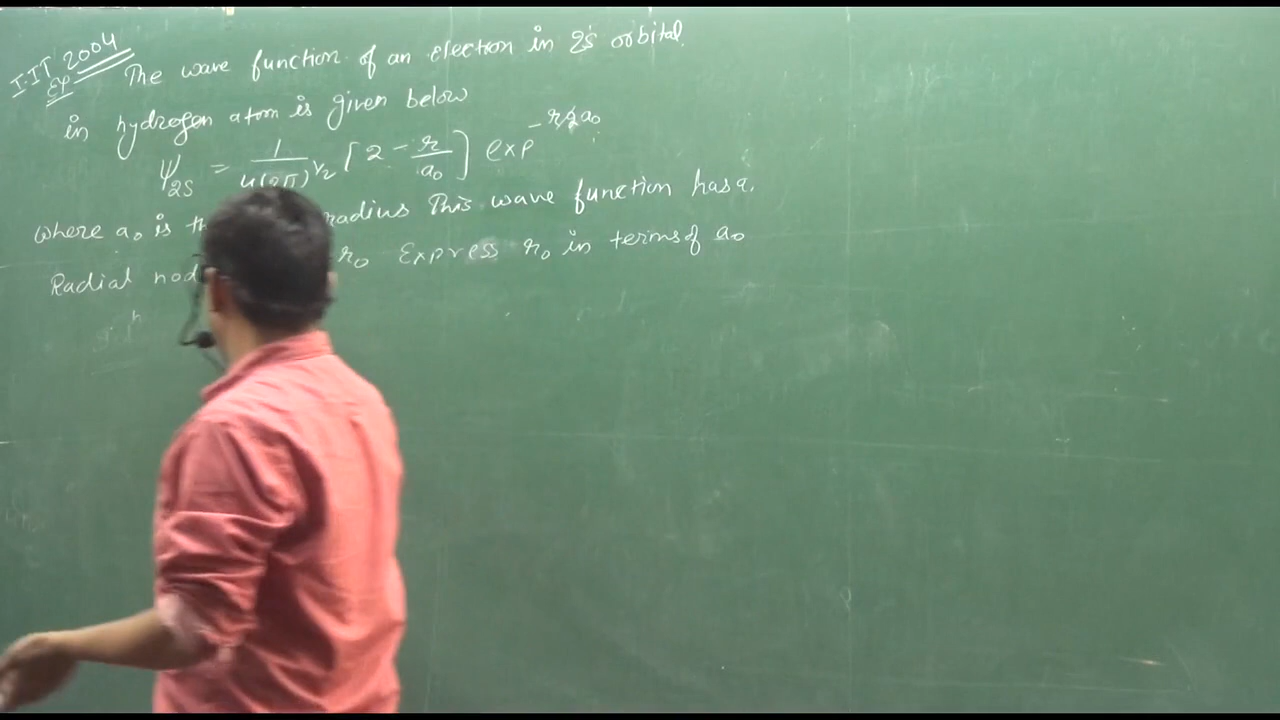 I.IT 2004
Ex
The wave function of an electron in 2s orbital.
in hydrogen atom is given below
ψ2S = 1/4(2π)^1/2 [2 - r/a0] exp^-r/2a0
where a0 is radius This wave function has a.
Radial r0 Express r0 in terms of a0